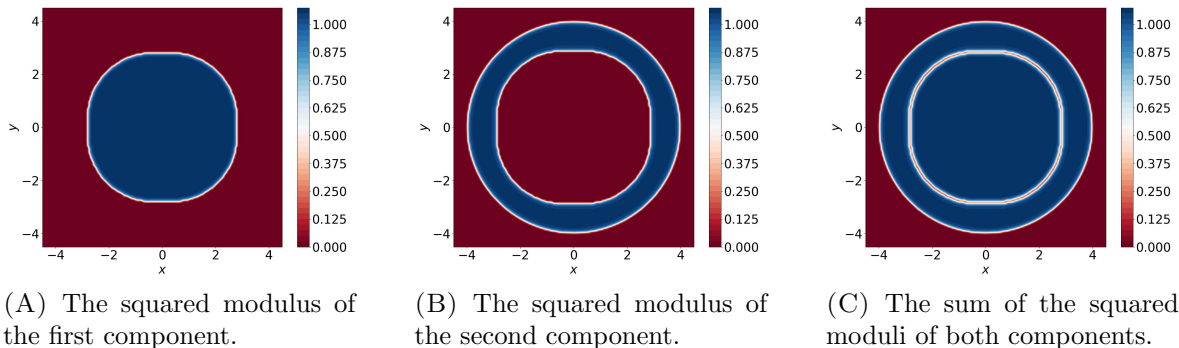 4
2
0
−2
−4
y
−4 −2 0 2 4
x
1.000
0.875
0.750
0.625
0.500
0.375
0.250
0.125
0.000
4
2
0
−2
−4
y
−4 −2 0 2 4
x
1.000
0.875
0.750
0.625
0.500
0.375
0.250
0.125
0.000
4
2
0
−2
−4
y
−4 −2 0 2 4
x
1.000
0.875
0.750
0.625
0.500
0.375
0.250
0.125
0.000
(A) The squared modulus of
the first component.
(B) The squared modulus of
the second component.
(C) The sum of the squared
moduli of both components.